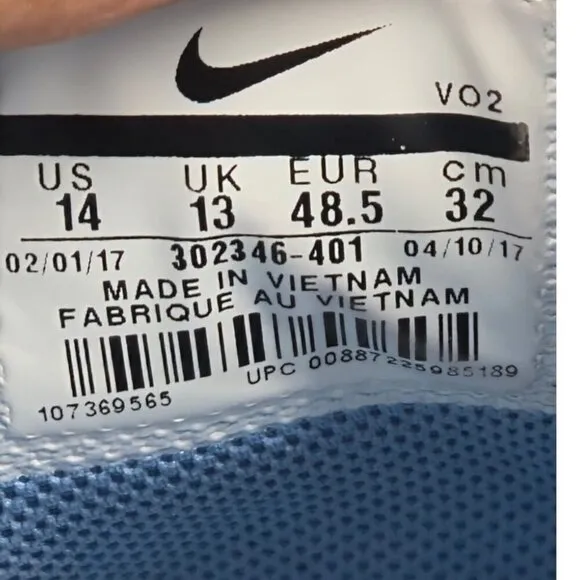 VO2
US UK EUR cm
14 13 48.5 32
02/01/17 302346-401 04/10/17
MADE IN VIETNAM
FABRIQUE AU VIETNAM
UPC 00887225985189
107369565